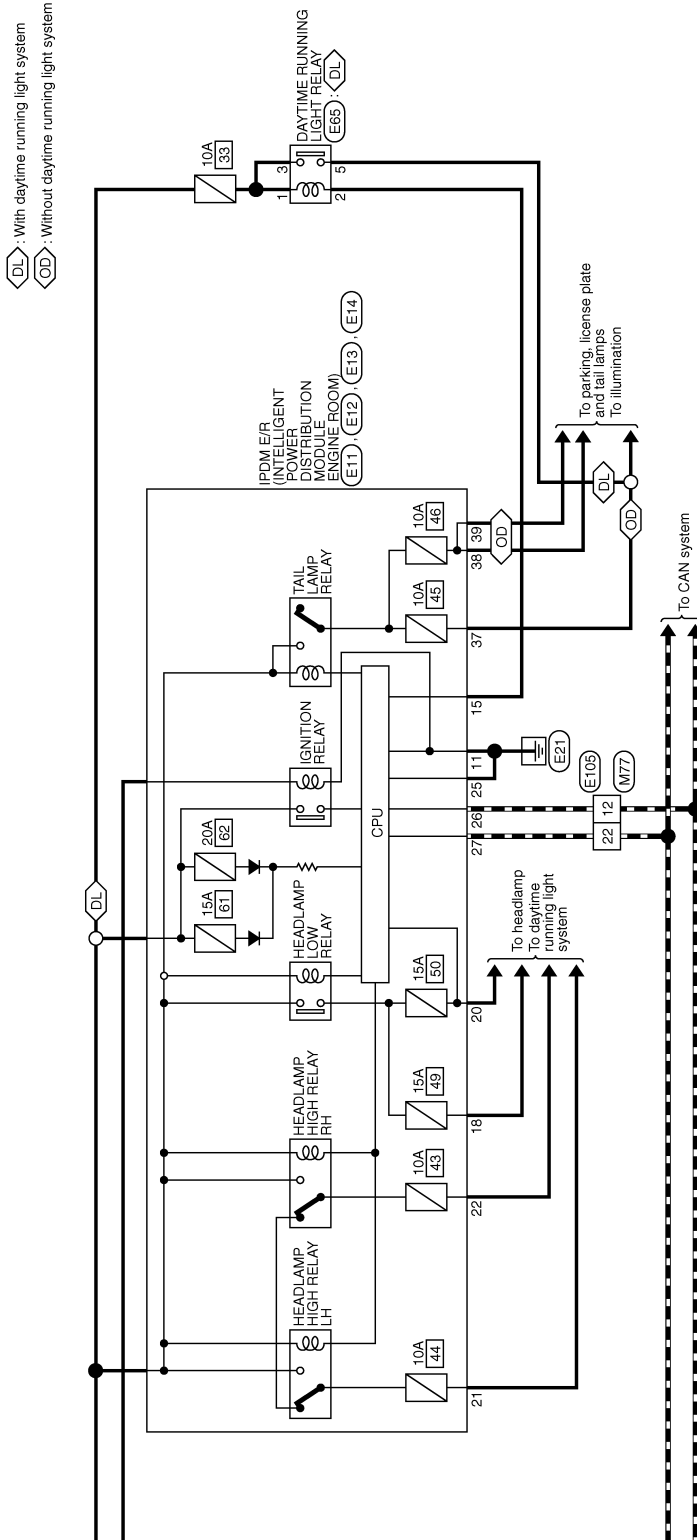 DL : With daytime running light system
OD : Without daytime running light system
DL
10A
33
DAYTIME RUNNING
LIGHT RELAY
E65 : DL
3
5
1
2
IPDM E/R
(INTELLIGENT
POWER
DISTRIBUTION
MODULE
ENGINE ROOM)
E11 , E12 , E13 , E14
HEADLAMP
HIGH RELAY
LH
HEADLAMP
HIGH RELAY
RH
HEADLAMP
LOW
RELAY
15A
61
20A
62
IGNITION
RELAY
TAIL
LAMP
RELAY
CPU
10A
44
10A
43
15A
49
15A
50
10A
45
10A
46
21
22
18
20
27
26
25
11
15
37
38
39
OD
To headlamp
To daytime
running light
system
22
12
E105
M77
E21
DL
OD
To parking, license plate
and tail lamps
To illumination
To CAN system